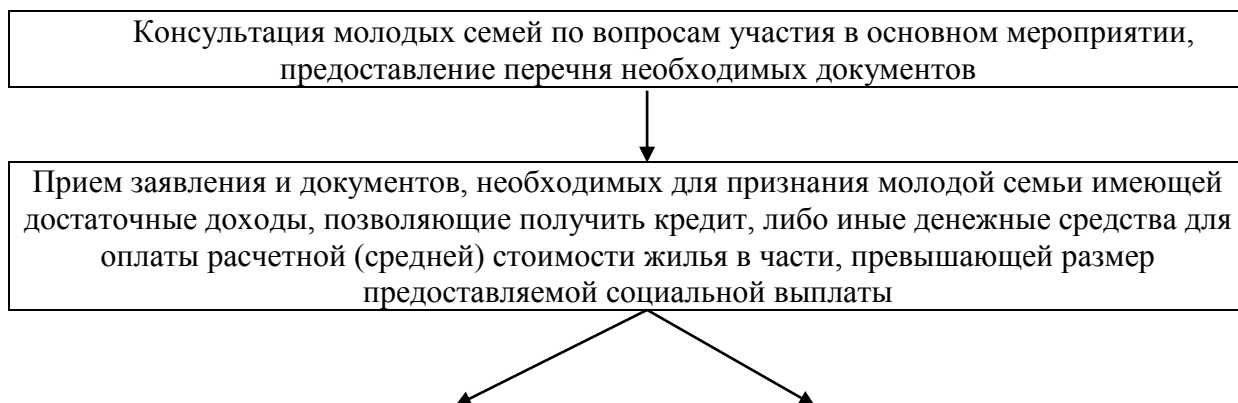 Консультация молодых семей по вопросам участия в основном мероприятии,
предоставление перечня необходимых документов
Прием заявления и документов, необходимых для признания молодой семьи имеющей
достаточные доходы, позволяющие получить кредит, либо иные денежные средства для
оплаты расчетной (средней) стоимости жилья в части, превышающей размер
предоставляемой социальной выплаты